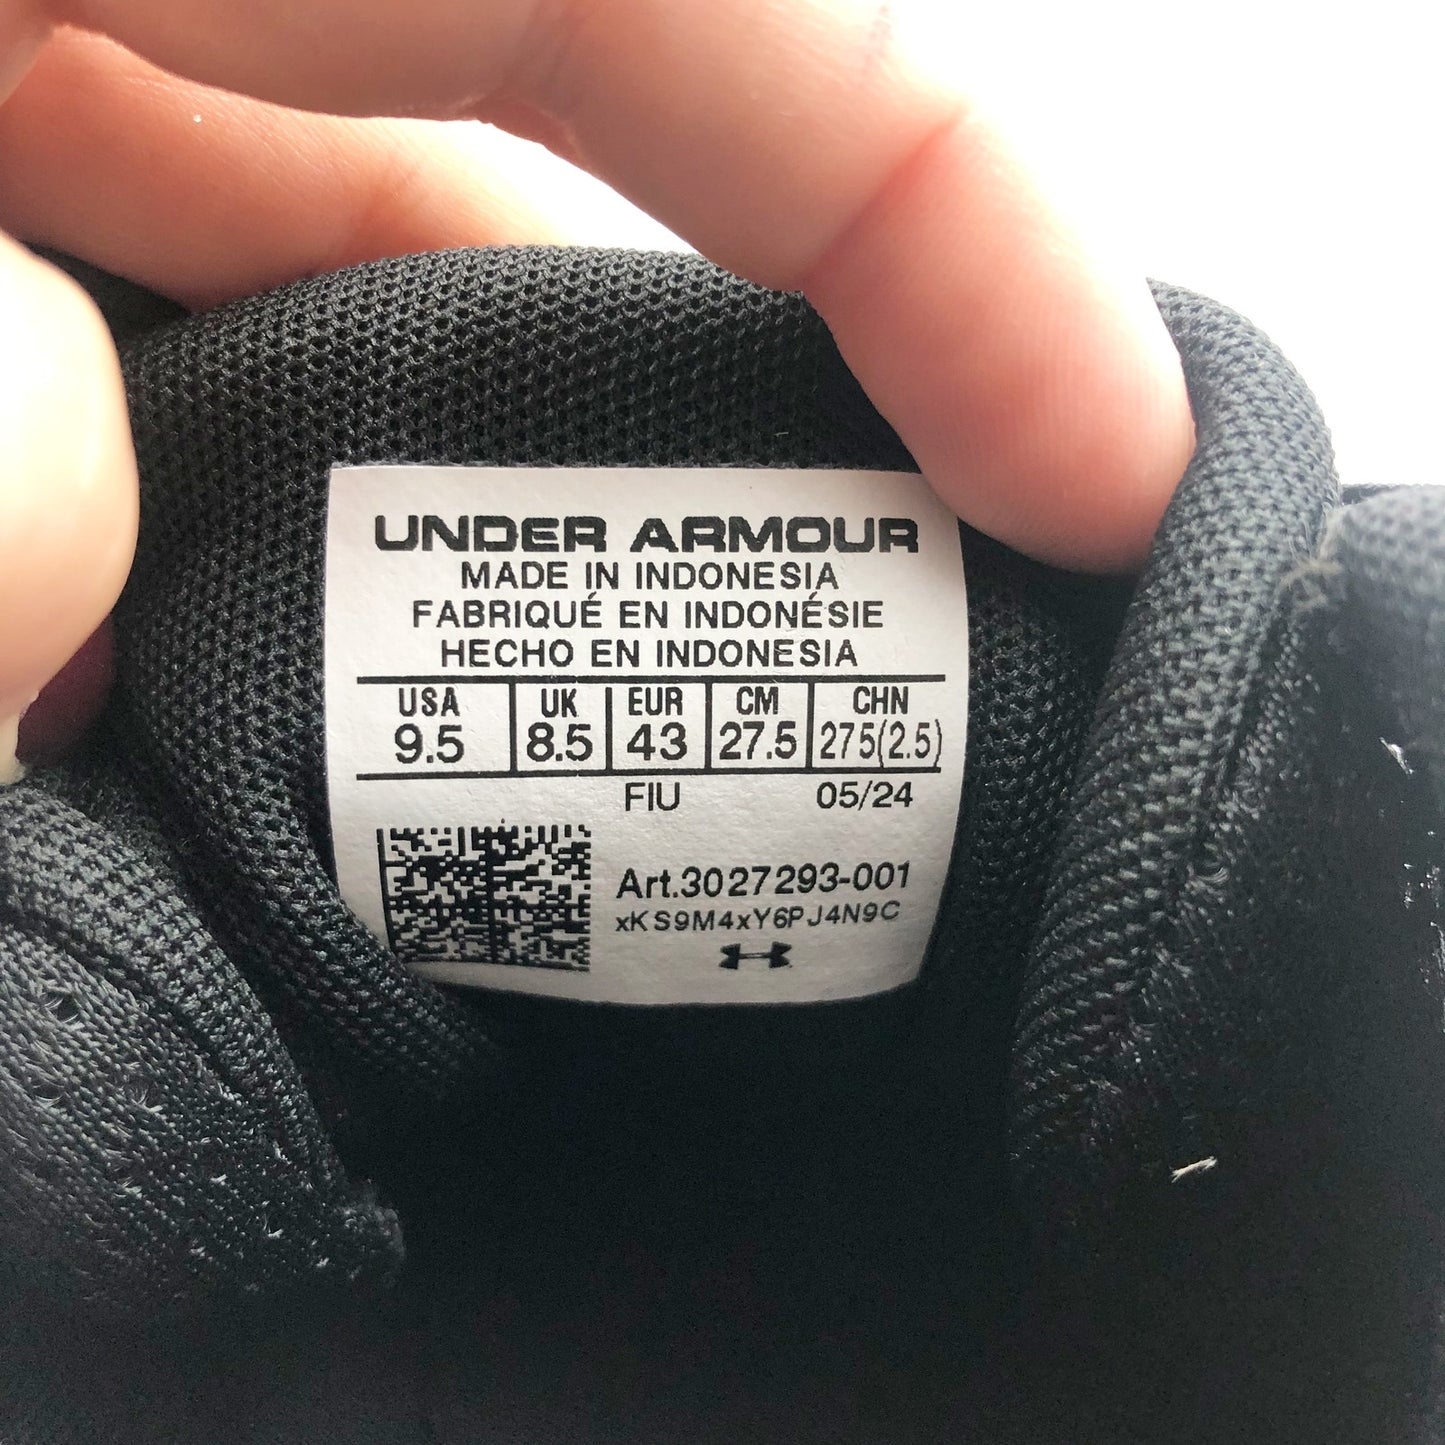 UNDER ARMOUR
MADE IN INDONESIA
FABRIQUÉ EN INDONÉSIE
HECHO EN INDONESIA
USA UK EUR CM CHN
9.5 8.5 43 27.5 275(2.5)
FIU 05/24
Art.3027293-001
xKS9M4xY6PJ4N9C